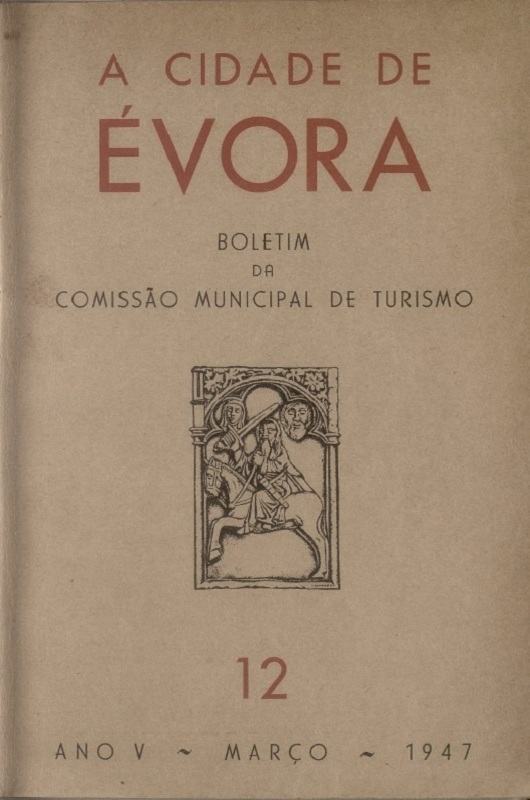 A CIDADE DE
ÉVORA
BOLETIM
DA
COMISSÃO MUNICIPAL DE TURISMO
12
ANO V ~ MARÇO ~ 1947